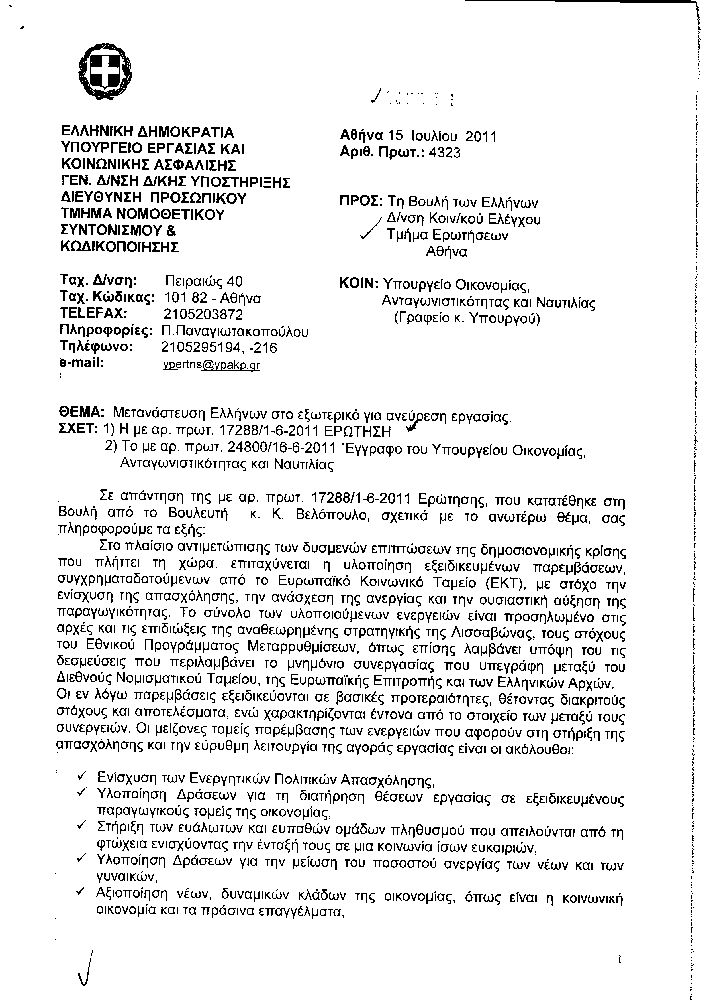 ΕΛΛΗΝΙΚΗ ΔΗΜΟΚΡΑΤΙΑ
ΥΠΟΥΡΓΕΙΟ ΕΡΓΑΣΙΑΣ ΚΑΙ
ΚΟΙΝΩΝΙΚΗΣ ΑΣΦΑΛΙΣΗΣ
ΓΕΝ. Δ/ΝΣΗ Δ/ΚΗΣ ΥΠΟΣΤΗΡΙΞΗΣ
ΔΙΕΥΘΥΝΣΗ ΠΡΟΣΩΠΙΚΟΥ
ΤΜΗΜΑ ΝΟΜΟΘΕΤΙΚΟΥ
ΣΥΝΤΟΝΙΣΜΟΥ &
ΚΩΔΙΚΟΠΟΙΗΣΗΣ
Ταχ. Δ/νση: Πειραιώς 40
Ταχ. Κώδικας: 101 82 - Αθήνα
TELEFAX: 2105203872
Πληροφορίες: Π.Παναγιωτακοπούλου
Τηλέφωνο: 2105295194, -216
e-mail: ypertns@ypakp.gr
Αθήνα 15 Ιουλίου 2011
Αριθ. Πρωτ.: 4323
ΠΡΟΣ: Τη Βουλή των Ελλήνων
Δ/νση Κοιν/κού Ελέγχου
Τμήμα Ερωτήσεων
Αθήνα
ΚΟΙΝ: Υπουργείο Οικονομίας,
Ανταγωνιστικότητας και Ναυτιλίας
(Γραφείο κ. Υπουργού)
ΘΕΜΑ: Μετανάστευση Ελλήνων στο εξωτερικό για ανεύρεση εργασίας.
ΣΧΕΤ: 1) Η με αρ. πρωτ. 17288/1-6-2011 ΕΡΩΤΗΣΗ
2) Το με αρ. πρωτ. 24800/16-6-2011 Έγγραφο του Υπουργείου Οικονομίας,
Ανταγωνιστικότητας και Ναυτιλίας
Σε απάντηση της με αρ. πρωτ. 17288/1-6-2011 Ερώτησης, που κατατέθηκε στη
Βουλή από το Βουλευτή κ. Κ. Βελόπουλο, σχετικά με το ανωτέρω θέμα, σας
πληροφορούμε τα εξής:
Στο πλαίσιο αντιμετώπισης των δυσμενών επιπτώσεων της δημοσιονομικής κρίσης
που πλήττει τη χώρα, επιταχύνεται η υλοποίηση εξειδικευμένων παρεμβάσεων,
συγχρηματοδοτούμενων από το Ευρωπαϊκό Κοινωνικό Ταμείο (ΕΚΤ), με στόχο την
ενίσχυση της απασχόλησης, την ανάσχεση της ανεργίας και την ουσιαστική αύξηση της
παραγωγικότητας. Το σύνολο των υλοποιούμενων ενεργειών είναι προσηλωμένο στις
αρχές και τις επιδιώξεις της αναθεωρημένης στρατηγικής της Λισσαβώνας, τους στόχους
του Εθνικού Προγράμματος Μεταρρυθμίσεων, όπως επίσης λαμβάνει υπόψη του τις
δεσμεύσεις που περιλαμβάνει το μνημόνιο συνεργασίας που υπεγράφη μεταξύ του
Διεθνούς Νομισματικού Ταμείου, της Ευρωπαϊκής Επιτροπής και των Ελληνικών Αρχών.
Οι εν λόγω παρεμβάσεις εξειδικεύονται σε βασικές προτεραιότητες, θέτοντας διακριτούς
στόχους και αποτελέσματα, ενώ χαρακτηρίζονται έντονα από το στοιχείο των μεταξύ τους
συνεργειών. Οι μείζονες τομείς παρέμβασης των ενεργειών που αφορούν στη στήριξη της
απασχόλησης και την εύρυθμη λειτουργία της αγοράς εργασίας είναι οι ακόλουθοι:
✓ Ενίσχυση των Ενεργητικών Πολιτικών Απασχόλησης,
✓ Υλοποίηση Δράσεων για τη διατήρηση θέσεων εργασίας σε εξειδικευμένους
παραγωγικούς τομείς της οικονομίας,
✓ Στήριξη των ευάλωτων και ευπαθών ομάδων πληθυσμού που απειλούνται από τη
φτώχεια ενισχύοντας την ένταξή τους σε μια κοινωνία ίσων ευκαιριών,
✓ Υλοποίηση Δράσεων για την μείωση του ποσοστού ανεργίας των νέων και των
γυναικών,
✓ Αξιοποίηση νέων, δυναμικών κλάδων της οικονομίας, όπως είναι η κοινωνική
οικονομία και τα πράσινα επαγγέλματα,
1